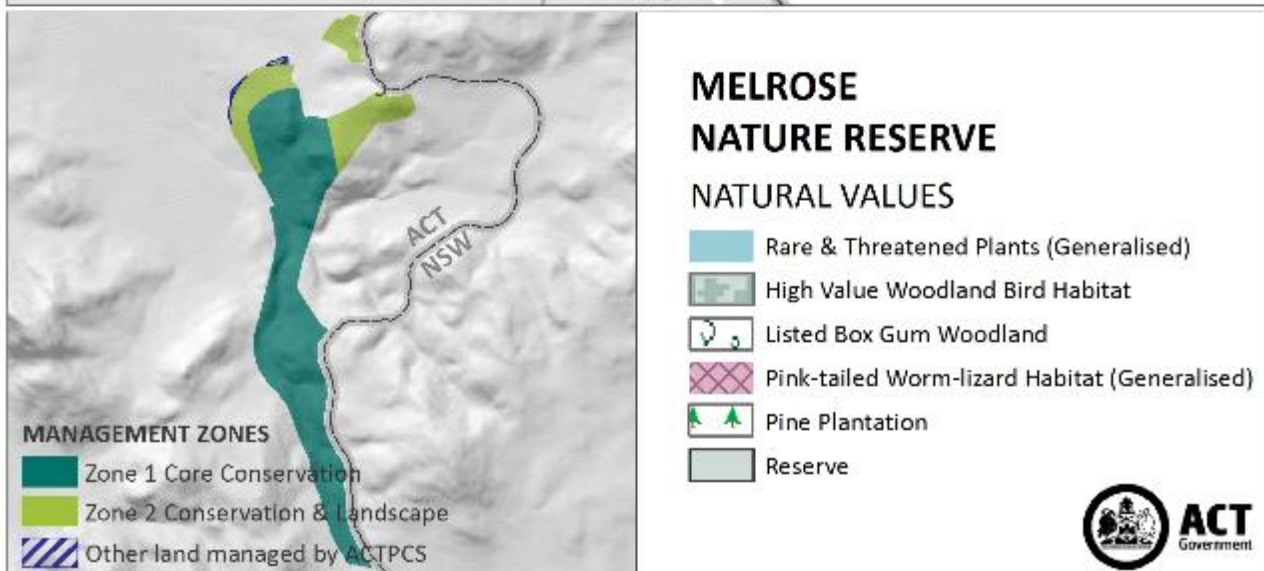 ACT
NSW
MANAGEMENT ZONES
Zone 1 Core Conservation
Zone 2 Conservation & Landscape
Other land managed by ACTPCS
MELROSE
NATURE RESERVE
NATURAL VALUES
Rare & Threatened Plants (Generalised)
High Value Woodland Bird Habitat
Listed Box Gum Woodland
Pink-tailed Worm-lizard Habitat (Generalised)
Pine Plantation
Reserve
ACT
Government